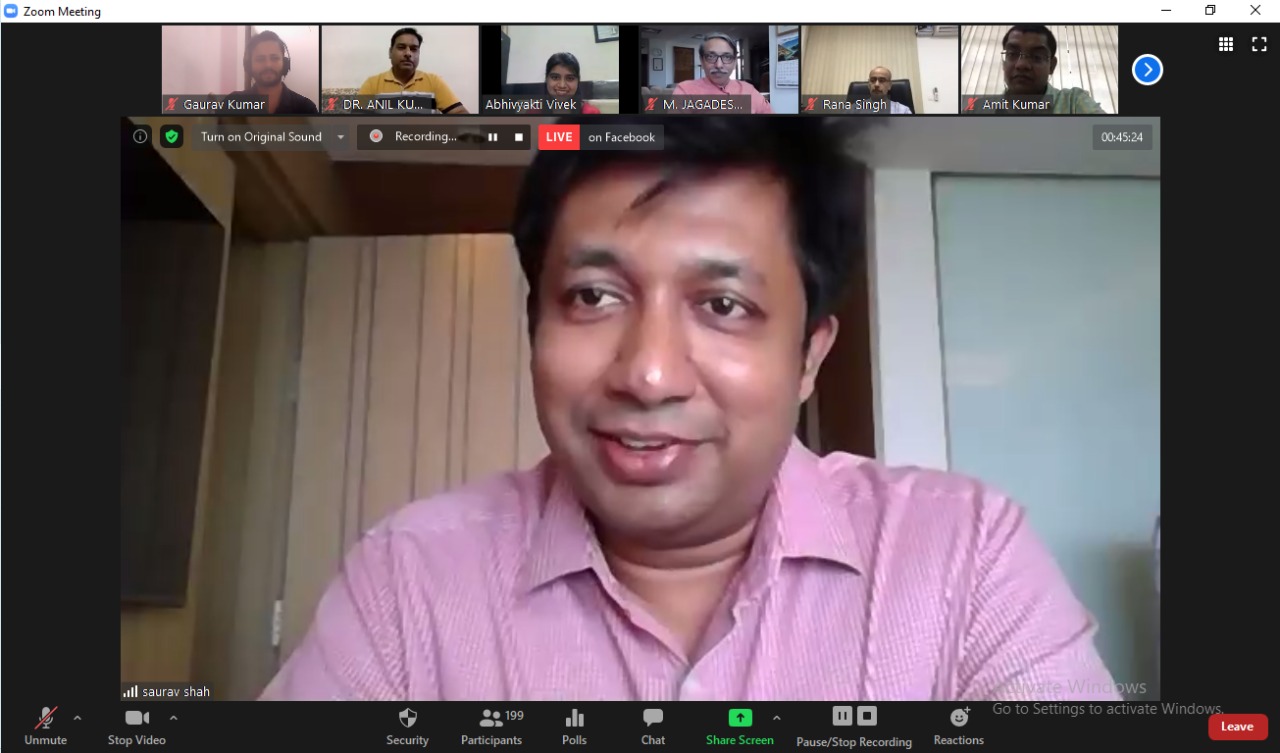 Zoom Meeting
Gaurav Kumar
DR. ANIL KU...
Abhivyakti Vivek
M. JAGADES...
Rana Singh
Amit Kumar
Turn on Original Sound
Recording...
LIVE on Facebook
00:45:24
saurav shah
Activate Windows
Go to Settings to activate Windows.
Unmute
Stop Video
Security
199
Participants
Polls
Chat
Share Screen
Pause/Stop Recording
Reactions
Leave